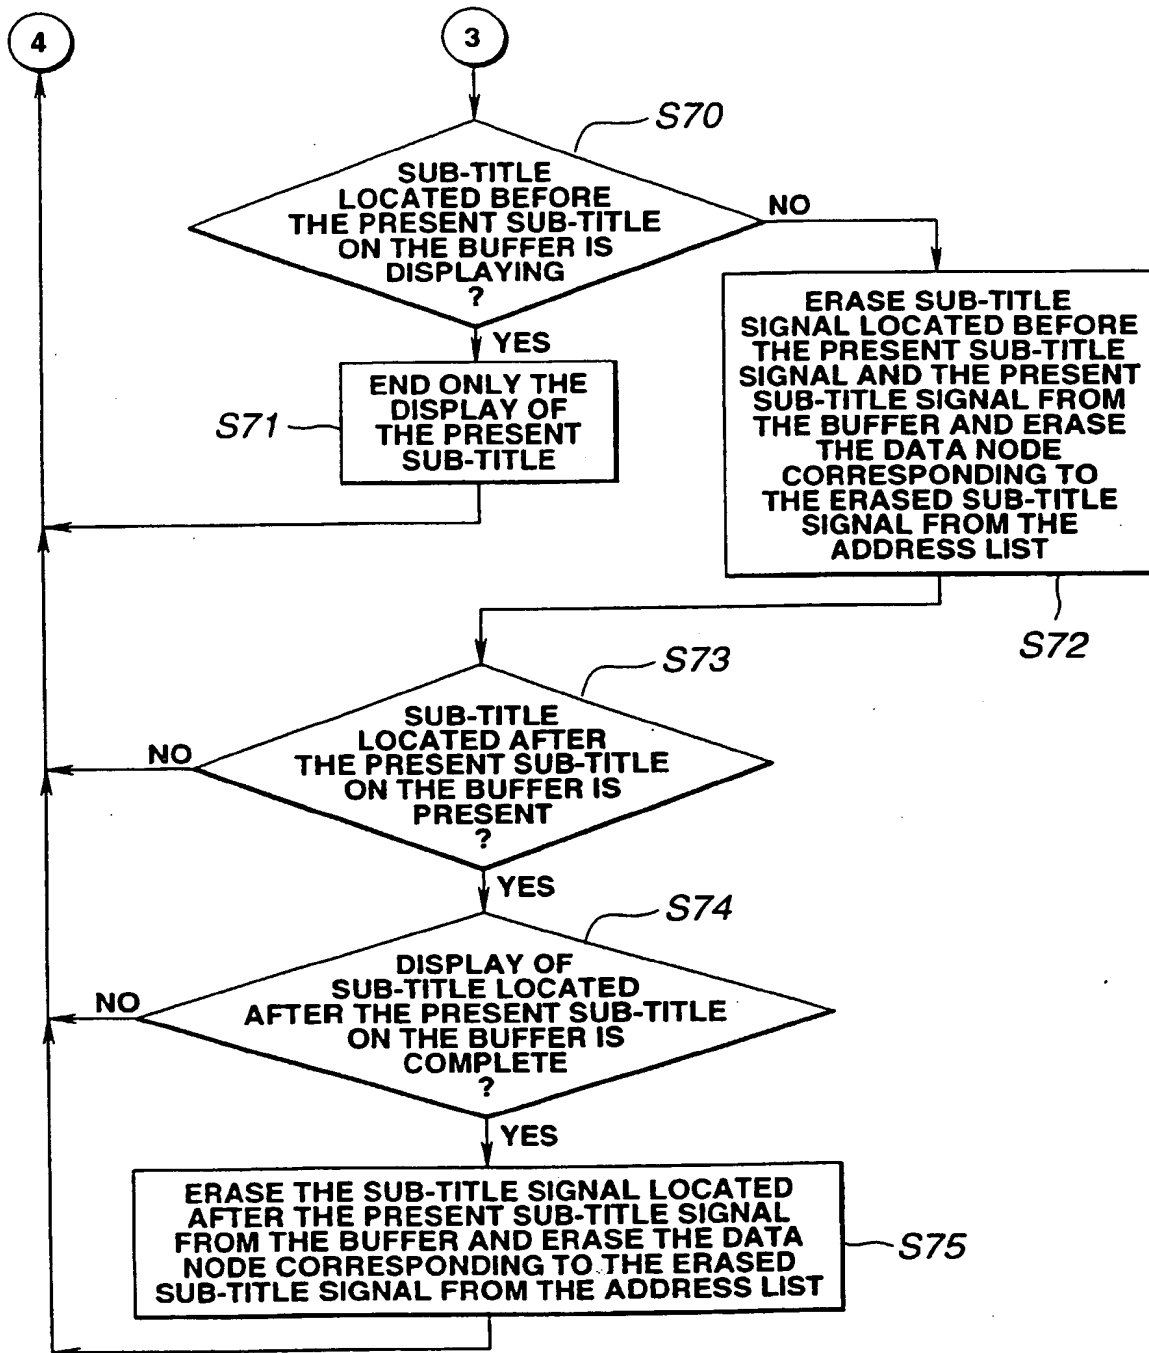 4
3
S70
SUB-TITLE
LOCATED BEFORE
THE PRESENT SUB-TITLE
ON THE BUFFER IS
DISPLAYING
?
NO
YES
END ONLY THE
DISPLAY OF
THE PRESENT
SUB-TITLE
S71
ERASE SUB-TITLE
SIGNAL LOCATED BEFORE
THE PRESENT SUB-TITLE
SIGNAL AND THE PRESENT
SUB-TITLE SIGNAL FROM
THE BUFFER AND ERASE
THE DATA NODE
CORRESPONDING TO
THE ERASED SUB-TITLE
SIGNAL FROM THE
ADDRESS LIST
S72
S73
SUB-TITLE
LOCATED AFTER
THE PRESENT SUB-TITLE
ON THE BUFFER IS
PRESENT
?
NO
YES
S74
DISPLAY OF
SUB-TITLE LOCATED
AFTER THE PRESENT SUB-TITLE
ON THE BUFFER IS
COMPLETE
?
NO
YES
ERASE THE SUB-TITLE SIGNAL LOCATED
AFTER THE PRESENT SUB-TITLE SIGNAL
FROM THE BUFFER AND ERASE THE DATA
NODE CORRESPONDING TO THE ERASED
SUB-TITLE SIGNAL FROM THE ADDRESS LIST
S75